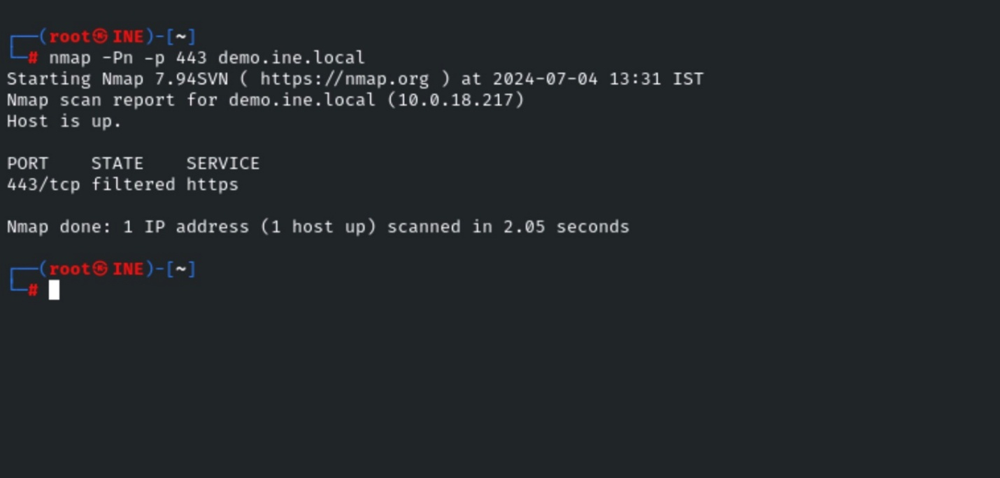 ┌──(root㉿INE)-[~]
└─# nmap -Pn -p 443 demo.ine.local
Starting Nmap 7.94SVN ( https://nmap.org ) at 2024-07-04 13:31 IST
Nmap scan report for demo.ine.local (10.0.18.217)
Host is up.
PORT    STATE    SERVICE
443/tcp filtered https
Nmap done: 1 IP address (1 host up) scanned in 2.05 seconds
┌──(root㉿INE)-[~]
└─#